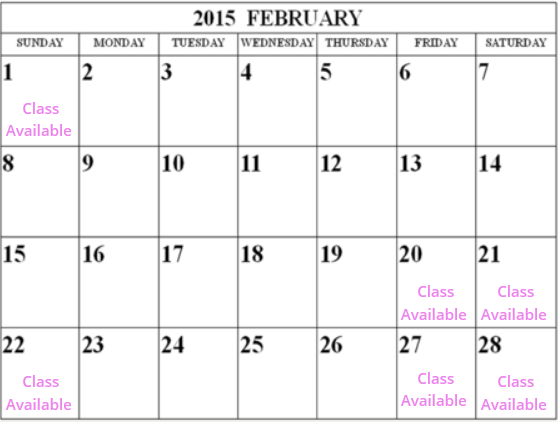 2015 FEBRUARY
SUNDAY MONDAY TUESDAY WEDNESDAY THURSDAY FRIDAY SATURDAY
1 2 3 4 5 6 7
Class
Available
8 9 10 11 12 13 14
15 16 17 18 19 20 21
Class Class
Available Available
22 23 24 25 26 27 28
Class Class Class
Available Available Available